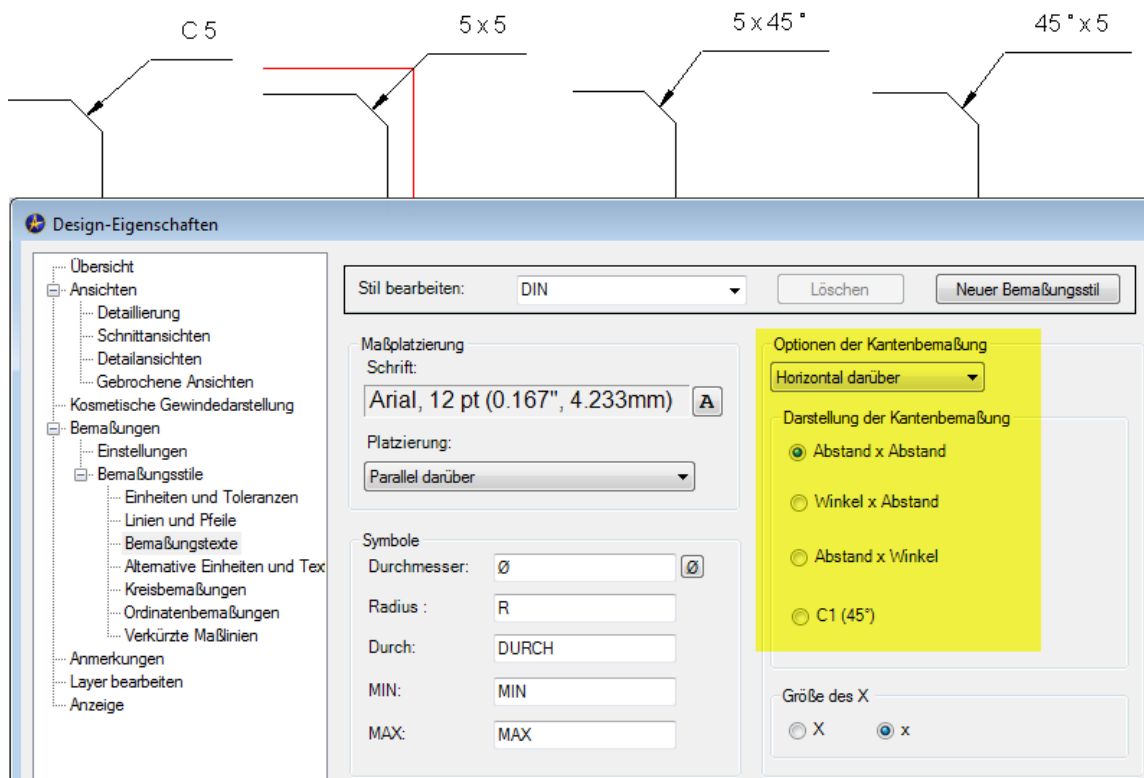 C 5
5 x 5
5 x 45°
45° x 5
Design-Eigenschaften
Übersicht
Ansichten
Detaillierung
Schnittansichten
Detailansichten
Gebrochene Ansichten
Kosmetische Gewindedarstellung
Bemaßungen
Einstellungen
Bemaßungsstile
Einheiten und Toleranzen
Linien und Pfeile
Bemaßungstexte
Alternative Einheiten und Tex
Kreisbemaßungen
Ordinatenbemaßungen
Verkürzte Maßlinien
Anmerkungen
Layer bearbeiten
Anzeige
Stil bearbeiten: DIN Löschen Neuer Bemaßungsstil
Maßplatzierung
Schrift:
Arial, 12 pt (0.167", 4.233mm) A
Platzierung:
Parallel darüber
Symbole
Durchmesser: Ø Ø
Radius : R
Durch: DURCH
MIN: MIN
MAX: MAX
Optionen der Kantenbemaßung
Horizontal darüber
Darstellung der Kantenbemaßung
Abstand x Abstand
Winkel x Abstand
Abstand x Winkel
C1 (45°)
Größe des X
X x